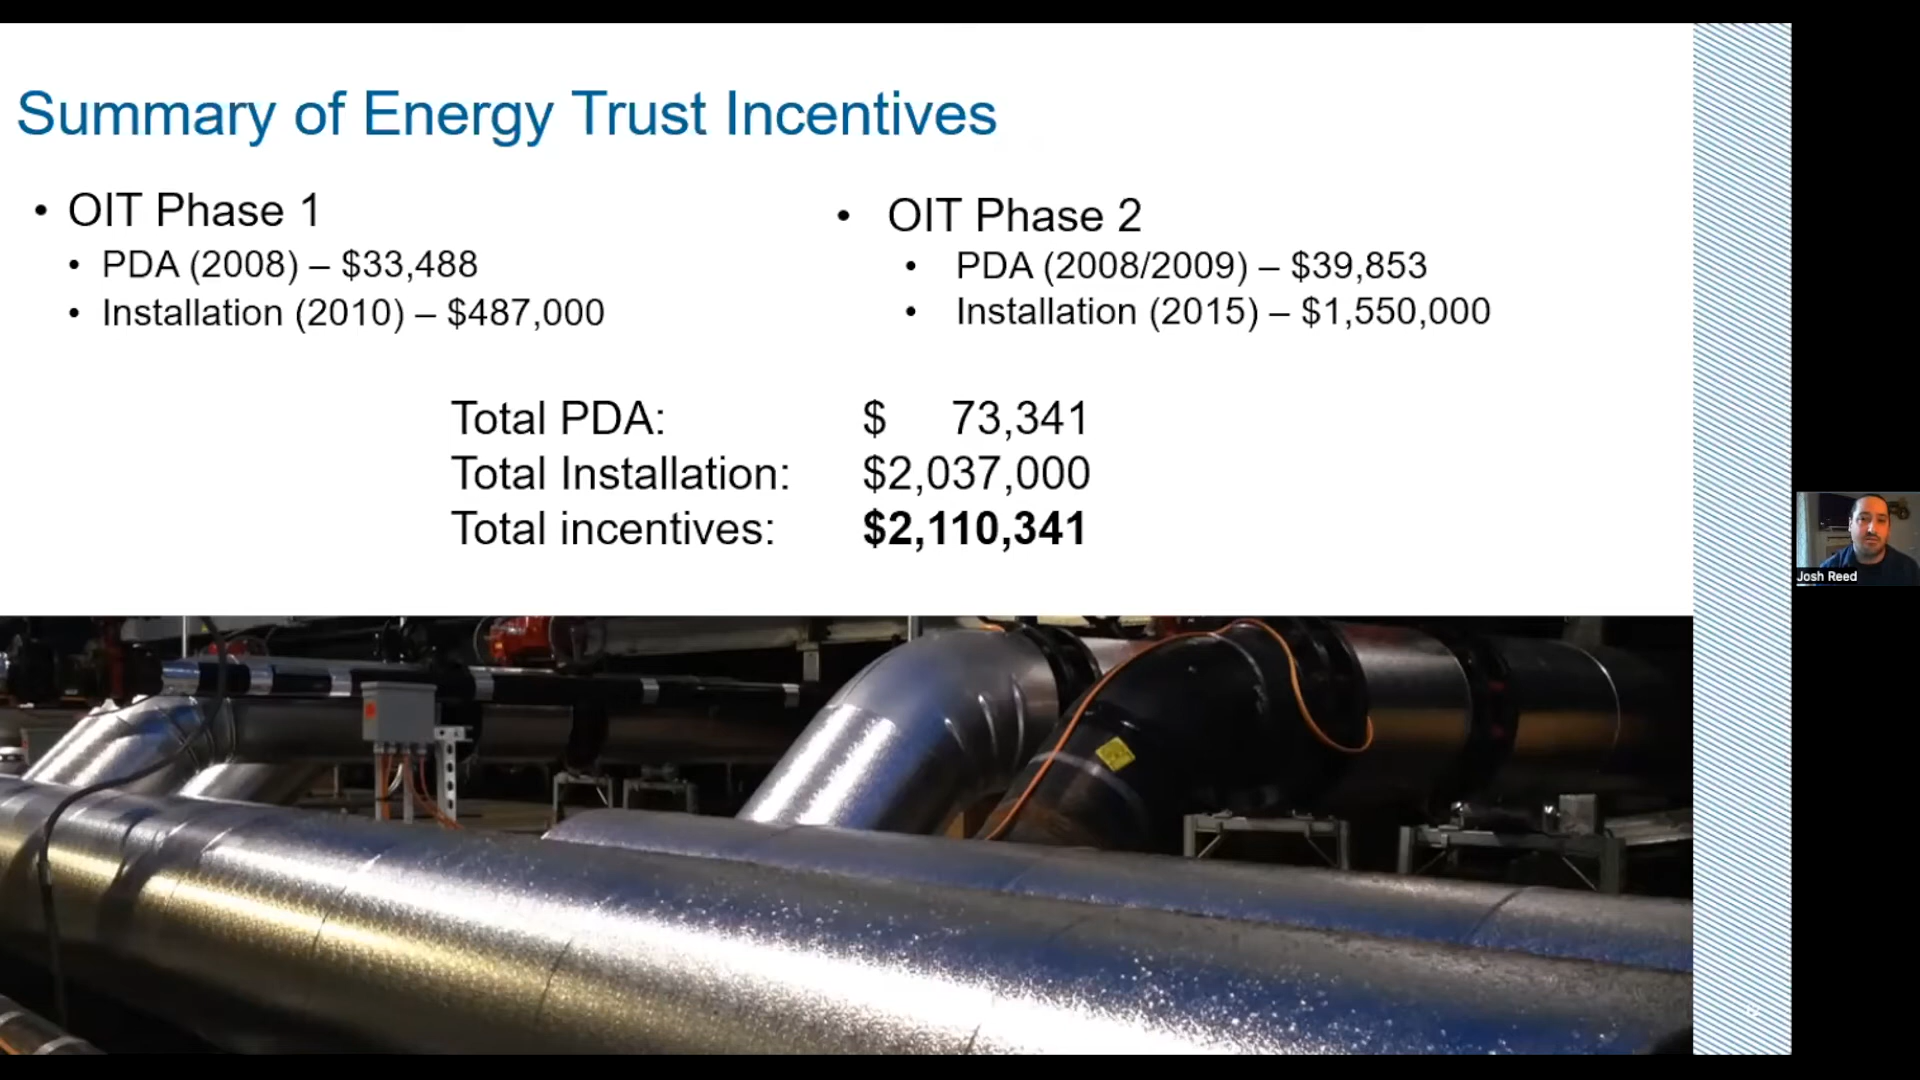 Summary of Energy Trust Incentives
• OIT Phase 1
• PDA (2008) – $33,488
• Installation (2010) – $487,000
• OIT Phase 2
• PDA (2008/2009) – $39,853
• Installation (2015) – $1,550,000
Total PDA: $ 73,341
Total Installation: $2,037,000
Total incentives: $2,110,341
Josh Reed